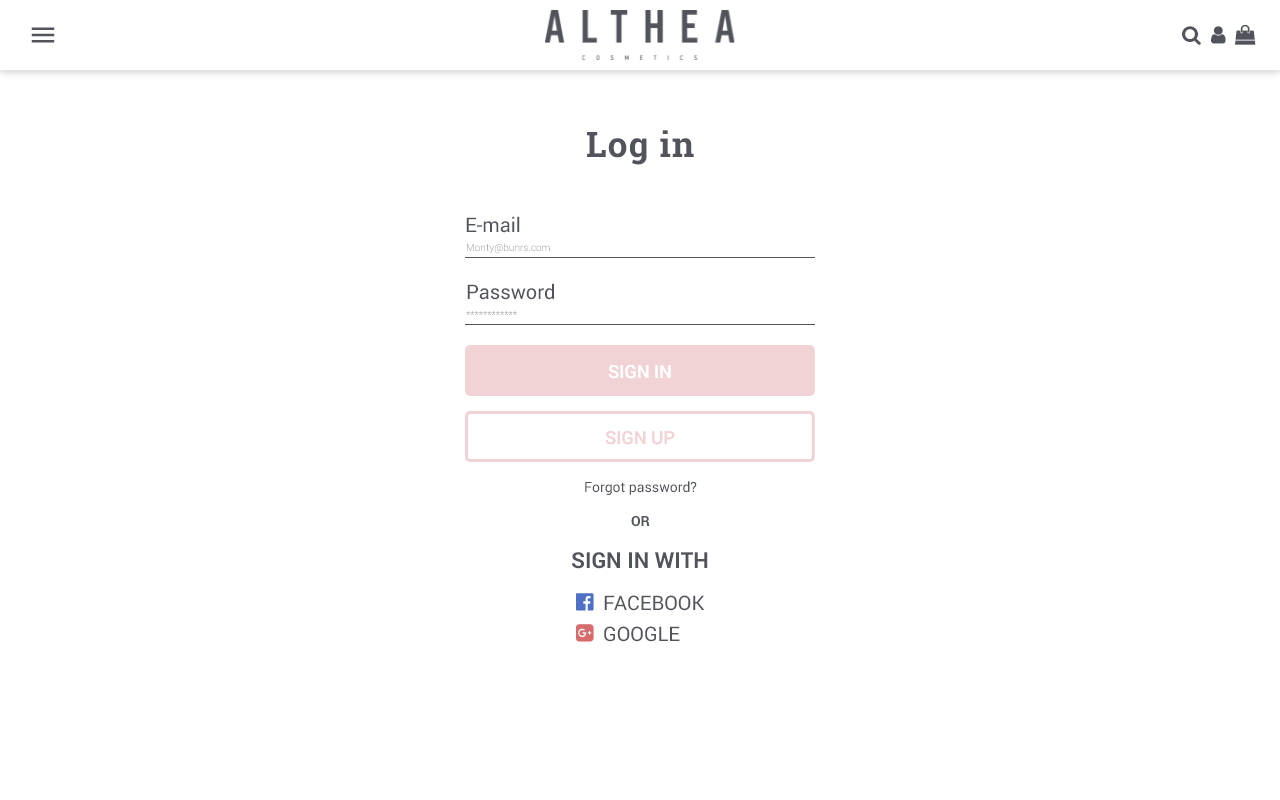 ALTHEA
COSMETICS
Log in
E-mail
Monty@bunrs.com
Password
************
SIGN IN
SIGN UP
Forgot password?
OR
SIGN IN WITH
FACEBOOK
G+ GOOGLE